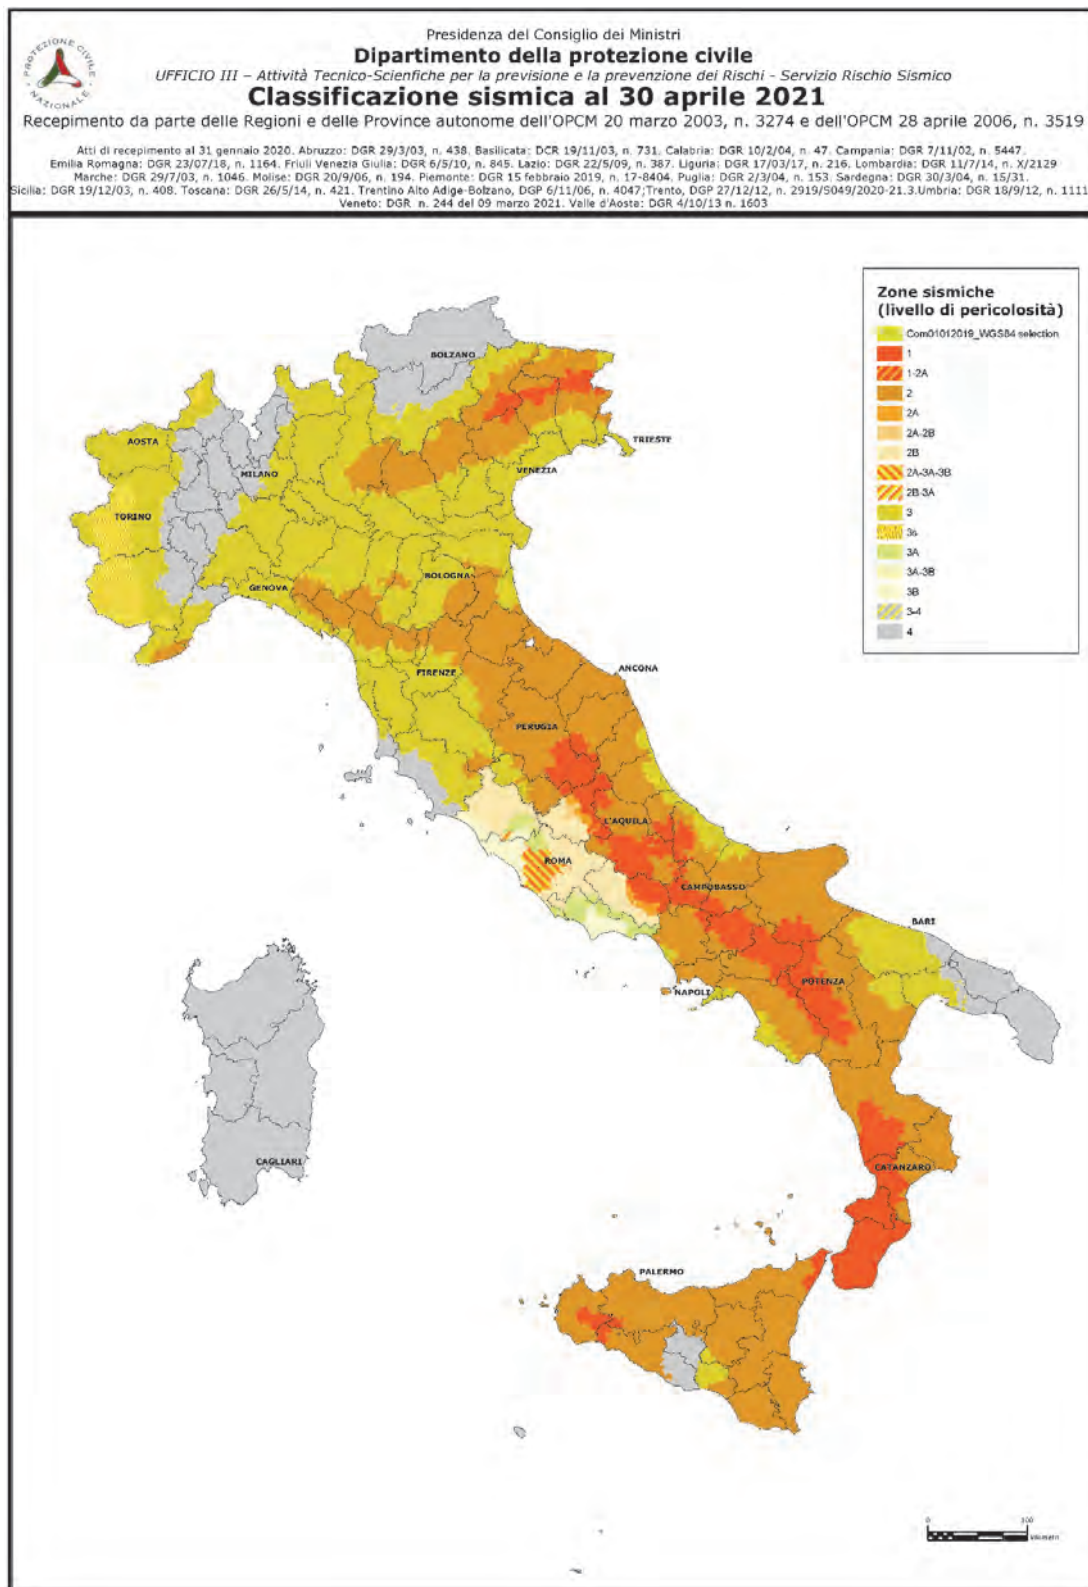 PROTEZIONE CIVILE
NAZIONALE
Presidenza del Consiglio dei Ministri
Dipartimento della protezione civile
UFFICIO III – Attività Tecnico-Scienfiche per la previsione e la prevenzione dei Rischi - Servizio Rischio Sismico
Classificazione sismica al 30 aprile 2021
Recepimento da parte delle Regioni e delle Province autonome dell'OPCM 20 marzo 2003, n. 3274 e dell'OPCM 28 aprile 2006, n. 3519
Atti di recepimento al 31 gennaio 2020. Abruzzo: DGR 29/3/03, n. 438. Basilicata: DCR 19/11/03, n. 731. Calabria: DGR 10/2/04, n. 47. Campania: DGR 7/11/02, n. 5447.
Emilia Romagna: DGR 23/07/18, n. 1164. Friuli Venezia Giulia: DGR 6/5/10, n. 845. Lazio: DGR 22/5/09, n. 387. Liguria: DGR 17/03/17, n. 216. Lombardia: DGR 11/7/14, n. X/2129
Marche: DGR 29/7/03, n. 1046. Molise: DGR 20/9/06, n. 194. Piemonte: DGR 15 febbraio 2019, n. 17-8404. Puglia: DGR 2/3/04, n. 153. Sardegna: DGR 30/3/04, n. 15/31.
Sicilia: DGR 19/12/03, n. 408. Toscana: DGR 26/5/14, n. 421. Trentino Alto Adige-Bolzano, DGP 6/11/06, n. 4047;Trento, DGP 27/12/12, n. 2919/S049/2020-21.3.Umbria: DGR 18/9/12, n. 1111
Veneto: DGR n. 244 del 09 marzo 2021. Valle d'Aosta: DGR 4/10/13 n. 1603
Zone sismiche
(livello di pericolosità)
Com01012019_WGS84 selection
1
1-2A
2
2A
2A-2B
2B
2A-3A-3B
2B-3A
3
3s
3A
3A-3B
3B
3-4
4
BOLZANO
AOSTA
TRIESTE
MILANO
VENEZIA
TORINO
BOLOGNA
GENOVA
ANCONA
FIRENZE
PERUGIA
L'AQUILA
ROMA
CAMPOBASSO
BARI
POTENZA
NAPOLI
CAGLIARI
CATANZARO
PALERMO
0 100
kilometri